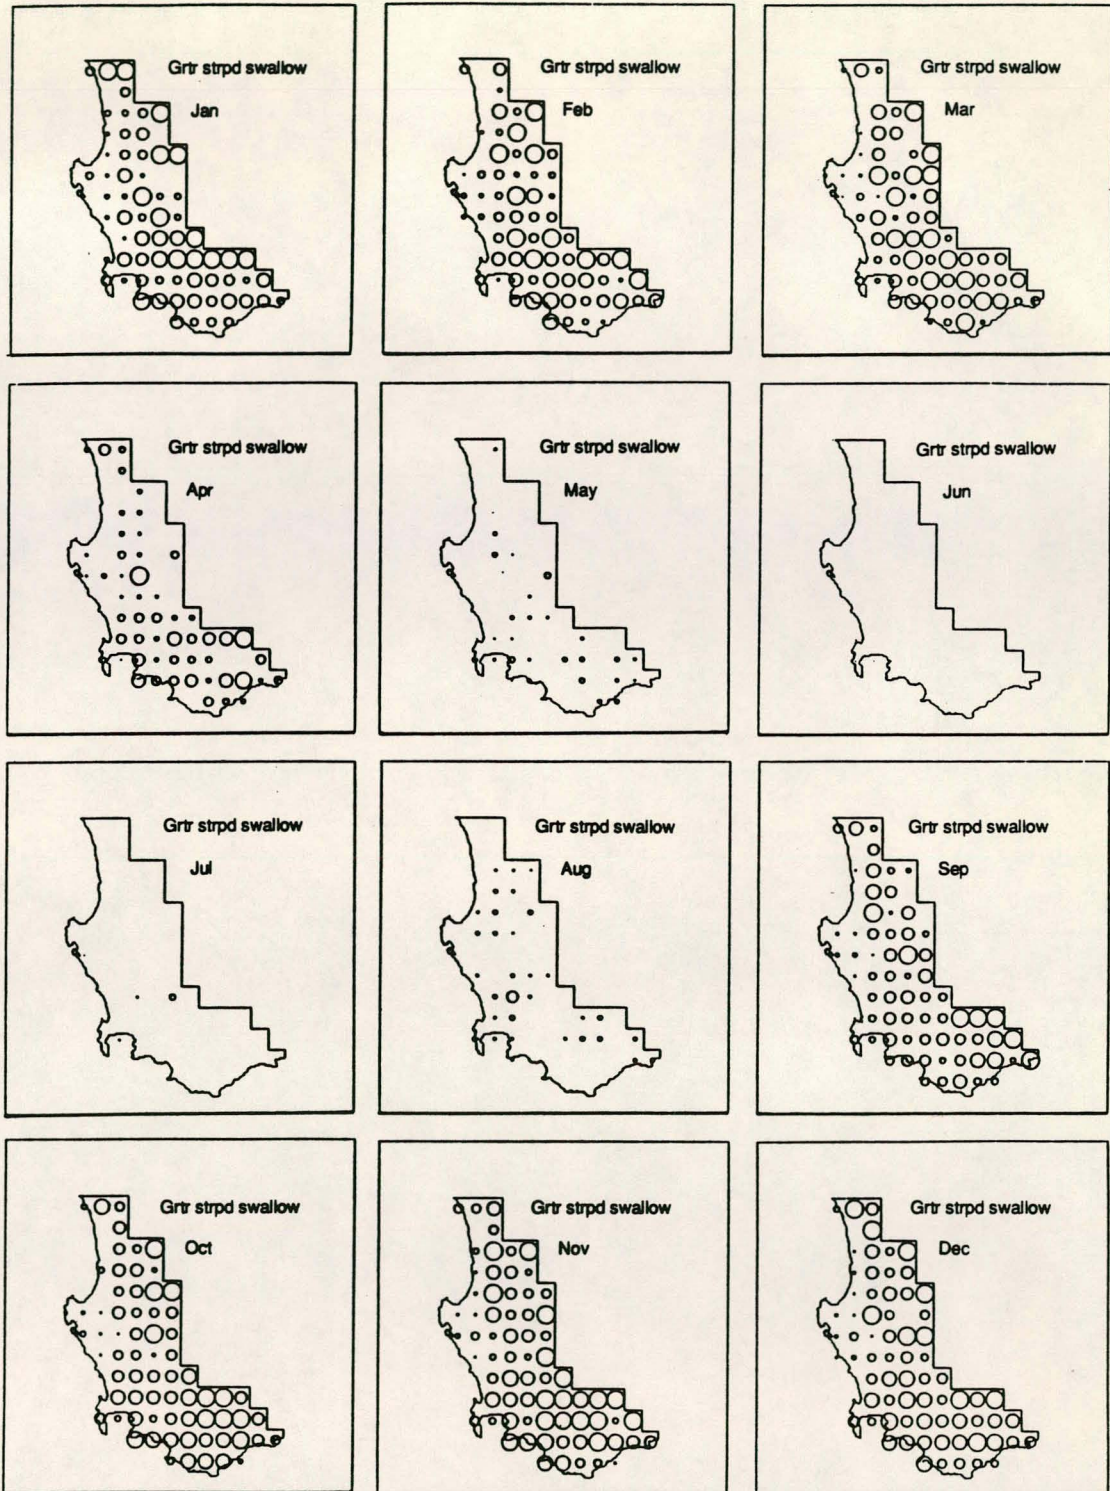 Grtr strpd swallow
Jan
Grtr strpd swallow
Feb
Grtr strpd swallow
Mar
Grtr strpd swallow
Apr
Grtr strpd swallow
May
Grtr strpd swallow
Jun
Grtr strpd swallow
Jul
Grtr strpd swallow
Aug
Grtr strpd swallow
Sep
Grtr strpd swallow
Oct
Grtr strpd swallow
Nov
Grtr strpd swallow
Dec